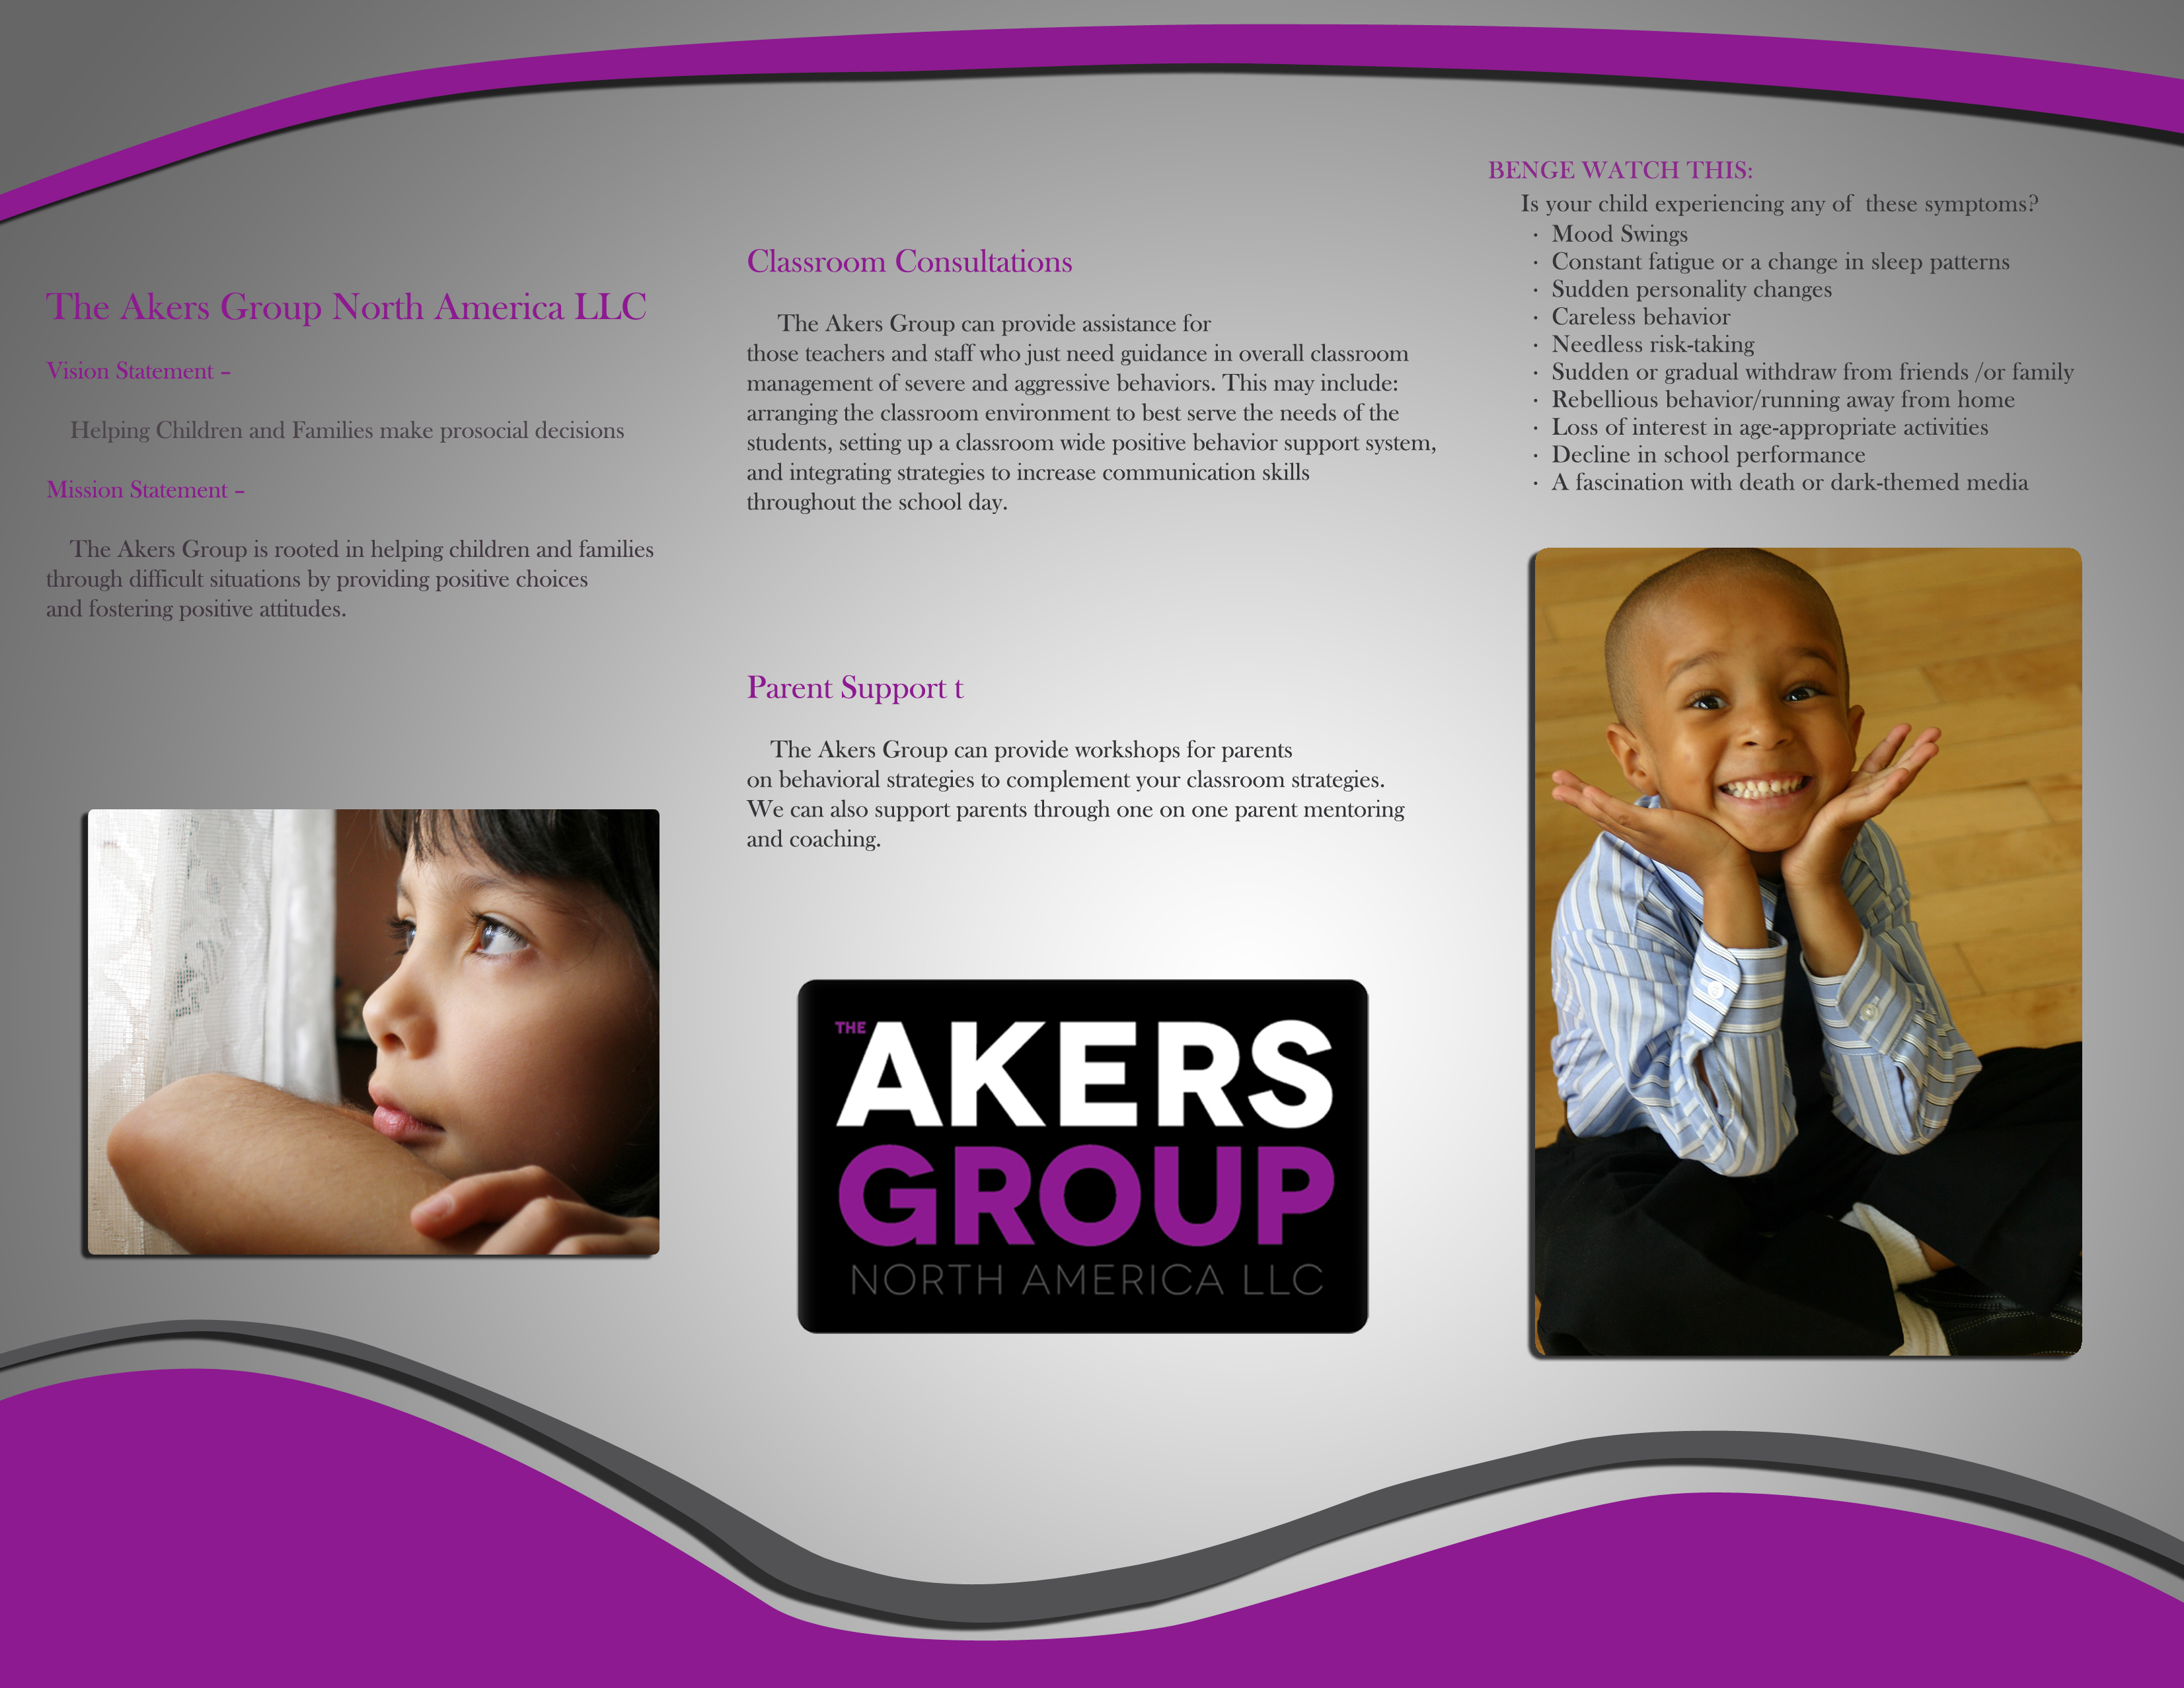 The Akers Group North America LLC
Vision Statement –
Helping Children and Families make prosocial decisions
Mission Statement –
The Akers Group is rooted in helping children and families
through difficult situations by providing positive choices
and fostering positive attitudes.
Classroom Consultations
The Akers Group can provide assistance for
those teachers and staff who just need guidance in overall classroom
management of severe and aggressive behaviors. This may include:
arranging the classroom environment to best serve the needs of the
students, setting up a classroom wide positive behavior support system,
and integrating strategies to increase communication skills
throughout the school day.
Parent Support t
The Akers Group can provide workshops for parents
on behavioral strategies to complement your classroom strategies.
We can also support parents through one on one parent mentoring
and coaching.
THE
AKERS
GROUP
NORTH AMERICA LLC
BENGE WATCH THIS:
Is your child experiencing any of these symptoms?
· Mood Swings
· Constant fatigue or a change in sleep patterns
· Sudden personality changes
· Careless behavior
· Needless risk-taking
· Sudden or gradual withdraw from friends /or family
· Rebellious behavior/running away from home
· Loss of interest in age-appropriate activities
· Decline in school performance
· A fascination with death or dark-themed media